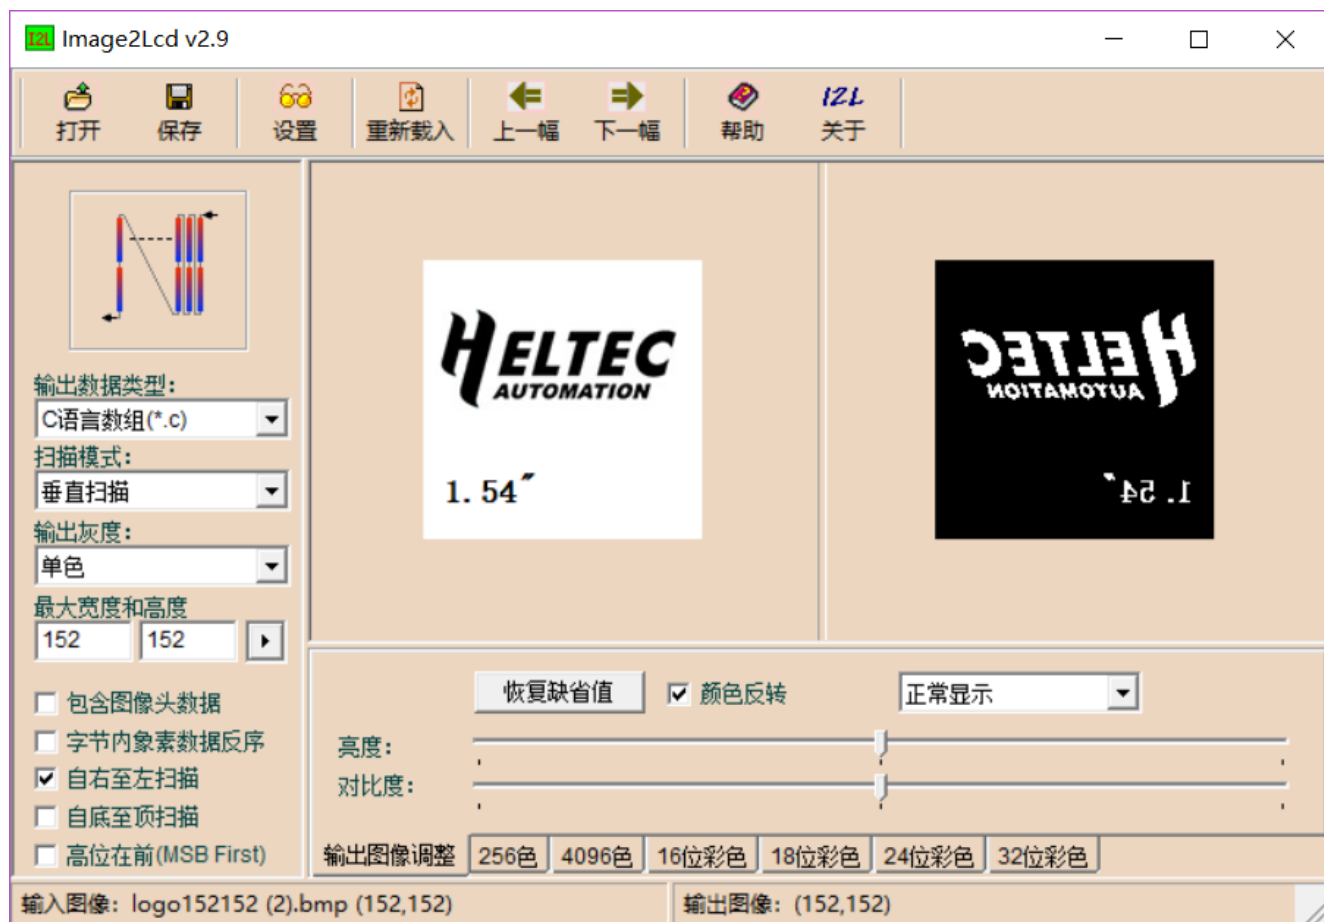 I2L Image2Lcd v2.9
打开 保存 设置 重新载入 上一幅 下一幅 帮助 I2L 关于
输出数据类型:
C语言数组(*.c)
扫描模式:
垂直扫描
输出灰度:
单色
最大宽度和高度
152 152
包含图像头数据
字节内象素数据反序
自右至左扫描
自底至顶扫描
高位在前(MSB First)
HELTEC
AUTOMATION
1.54″
HELTEC
AUTOMATION
1.54″
恢复缺省值 颜色反转 正常显示
亮度:
对比度:
输出图像调整 256色 4096色 16位彩色 18位彩色 24位彩色 32位彩色
输入图像: logo152152 (2).bmp (152,152) 输出图像: (152,152)